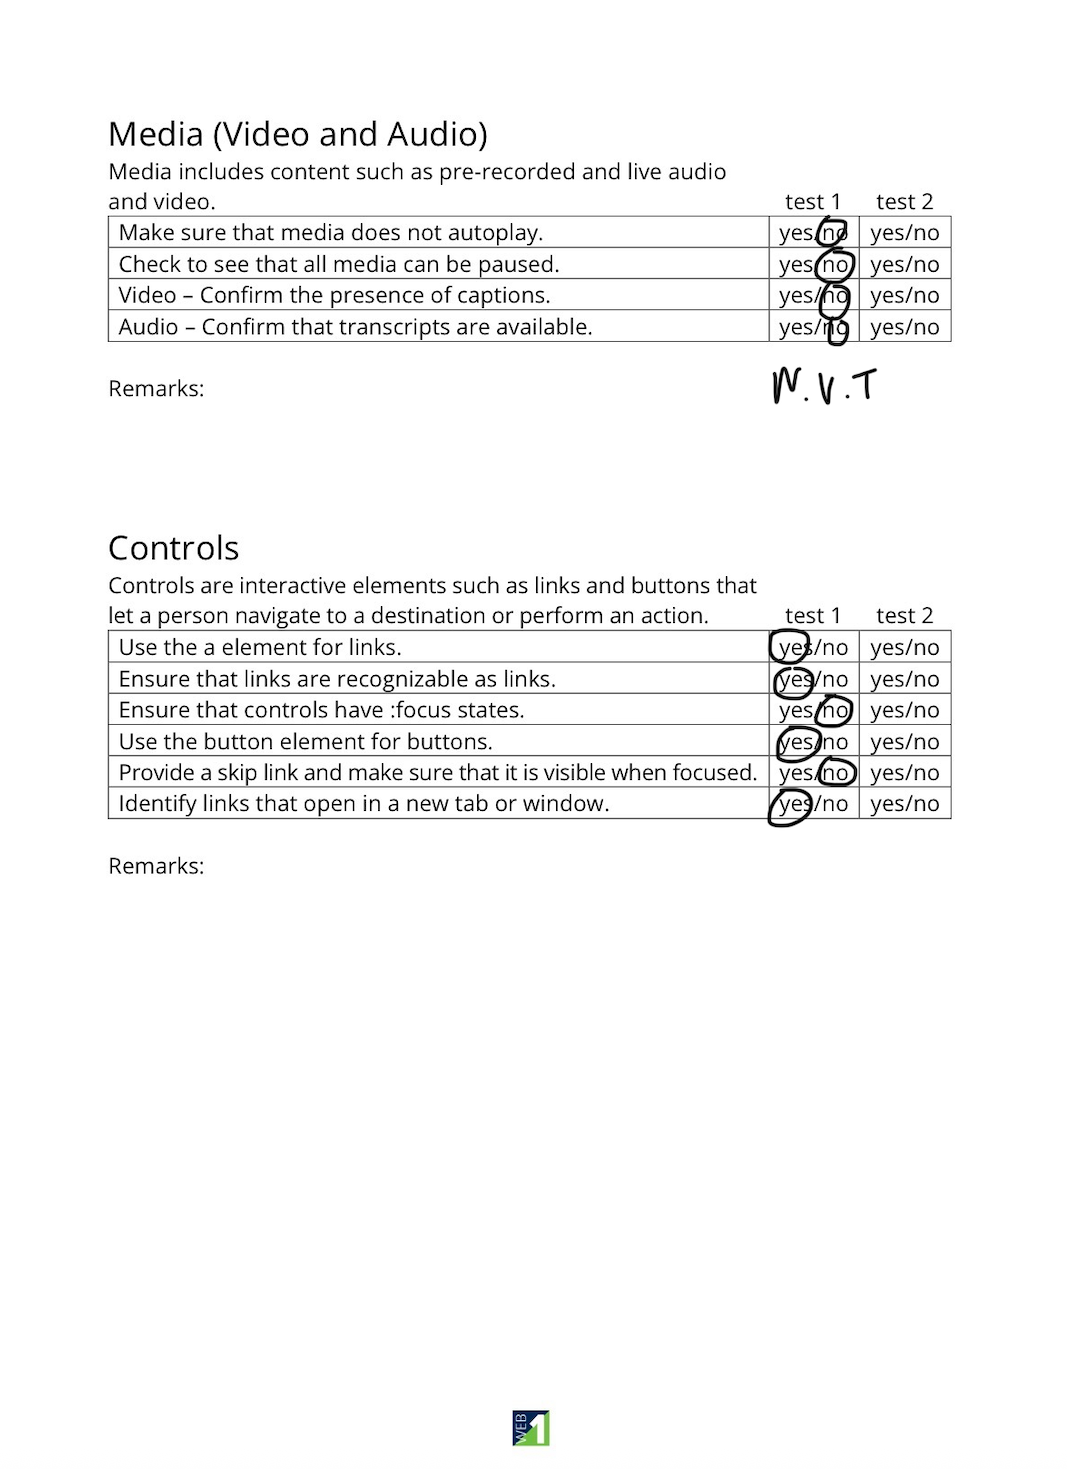 Media (Video and Audio)
Media includes content such as pre-recorded and live audio
and video. test 1 test 2
Make sure that media does not autoplay. yes/no yes/no
Check to see that all media can be paused. yes/no yes/no
Video – Confirm the presence of captions. yes/no yes/no
Audio – Confirm that transcripts are available. yes/no yes/no
Remarks: N.V.T
Controls
Controls are interactive elements such as links and buttons that
let a person navigate to a destination or perform an action. test 1 test 2
Use the a element for links. yes/no yes/no
Ensure that links are recognizable as links. yes/no yes/no
Ensure that controls have :focus states. yes/no yes/no
Use the button element for buttons. yes/no yes/no
Provide a skip link and make sure that it is visible when focused. yes/no yes/no
Identify links that open in a new tab or window. yes/no yes/no
Remarks:
WEB 1